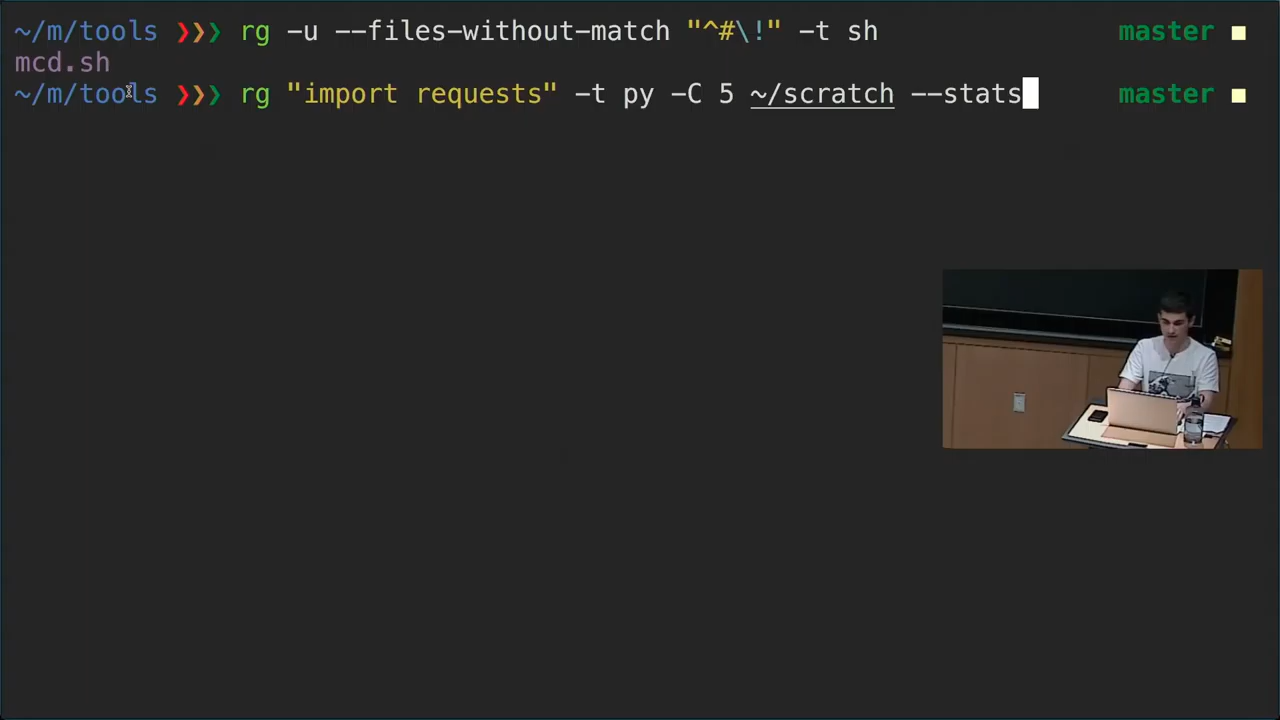 ~/m/tools ❯❯❯ rg -u --files-without-match "^#\!" -t sh master ■
mcd.sh
~/m/tools ❯❯❯ rg "import requests" -t py -C 5 ~/scratch --stats master ■